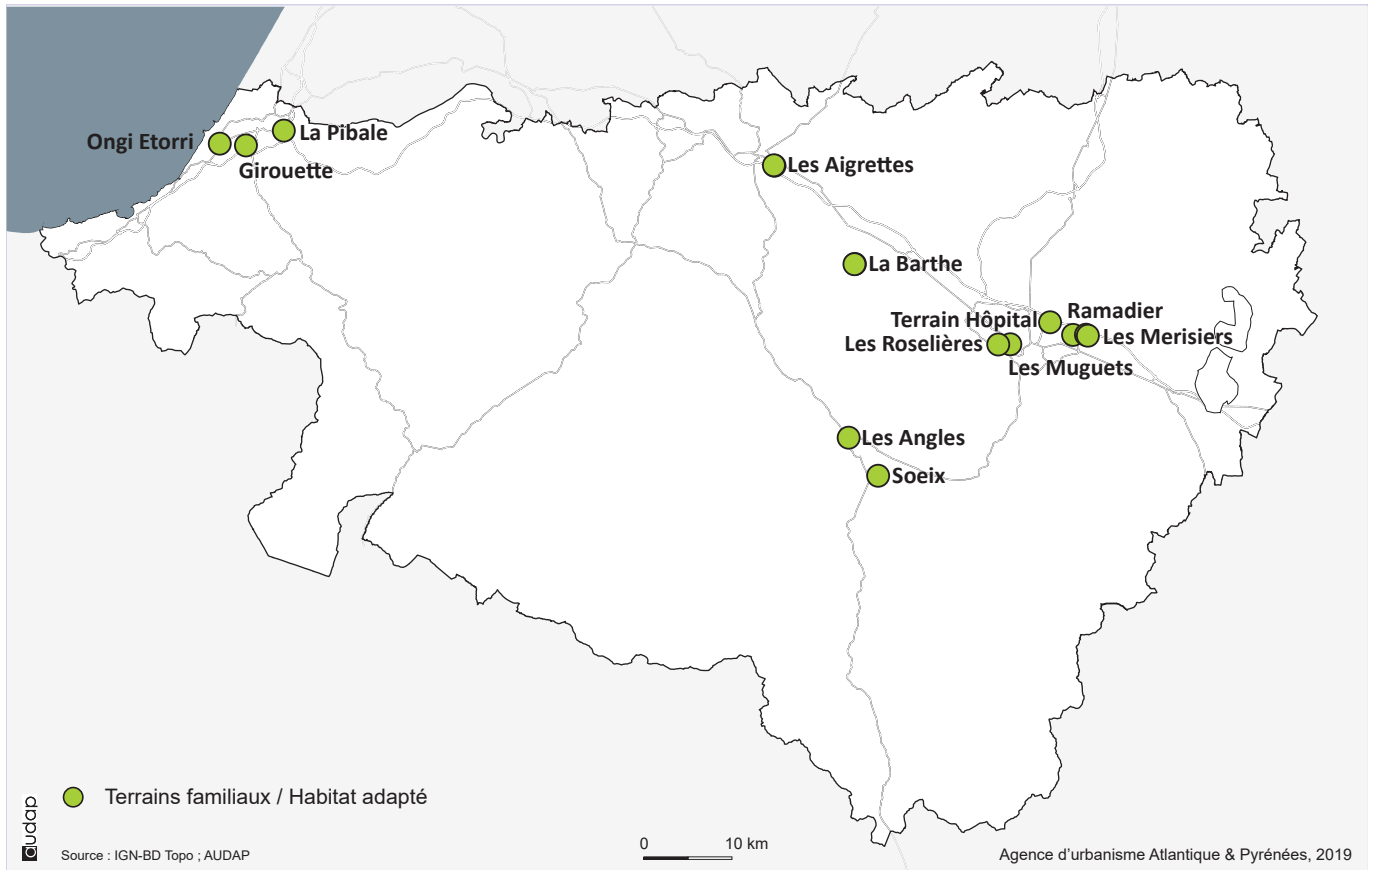 La Pibale
Ongi Etorri
Girouette
Les Aigrettes
La Barthe
Ramadier
Terrain Hôpital
Les Merisiers
Les Roselières
Les Muguets
Les Angles
Soeix
Terrains familiaux / Habitat adapté
audap
Source : IGN-BD Topo ; AUDAP
0 10 km
Agence d'urbanisme Atlantique & Pyrénées, 2019